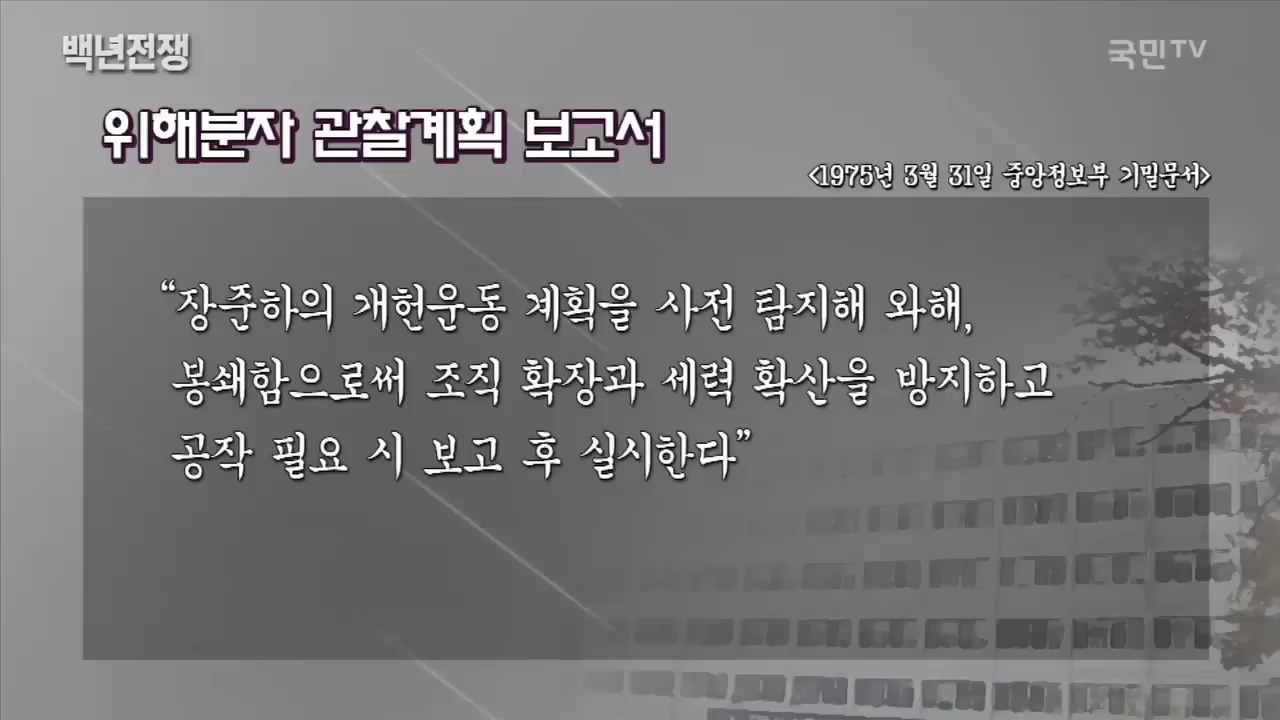 백년전쟁
국민TV
위해분자 관찰계획 보고서
<1975년 3월 31일 중앙정보부 기밀문서>
“장준하의 개헌운동 계획을 사전 탐지해 와해,
봉쇄함으로써 조직 확장과 세력 확산을 방지하고
공작 필요 시 보고 후 실시한다”